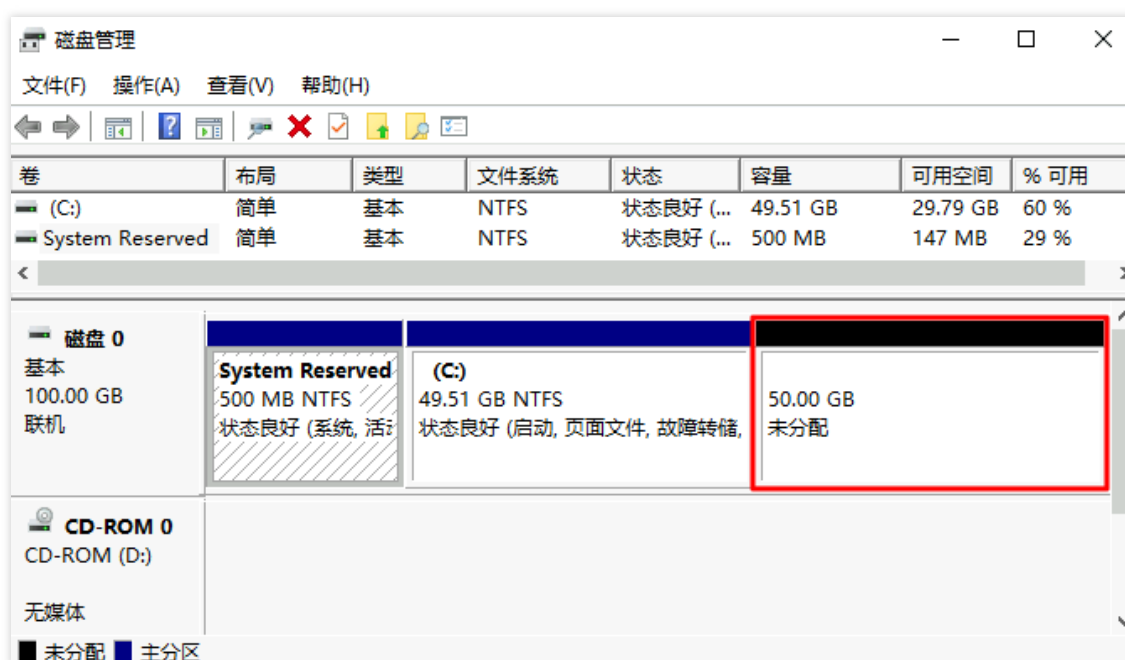 磁盘管理
文件(F) 操作(A) 查看(V) 帮助(H)
卷 布局 类型 文件系统 状态 容量 可用空间 % 可用
(C:) 简单 基本 NTFS 状态良好 (... 49.51 GB 29.79 GB 60 %
System Reserved 简单 基本 NTFS 状态良好 (... 500 MB 147 MB 29 %
磁盘 0
基本
100.00 GB
联机
System Reserved
500 MB NTFS
状态良好 (系统, 活
(C:)
49.51 GB NTFS
状态良好 (启动, 页面文件, 故障转储,
50.00 GB
未分配
CD-ROM 0
CD-ROM (D:)
无媒体
未分配 主分区